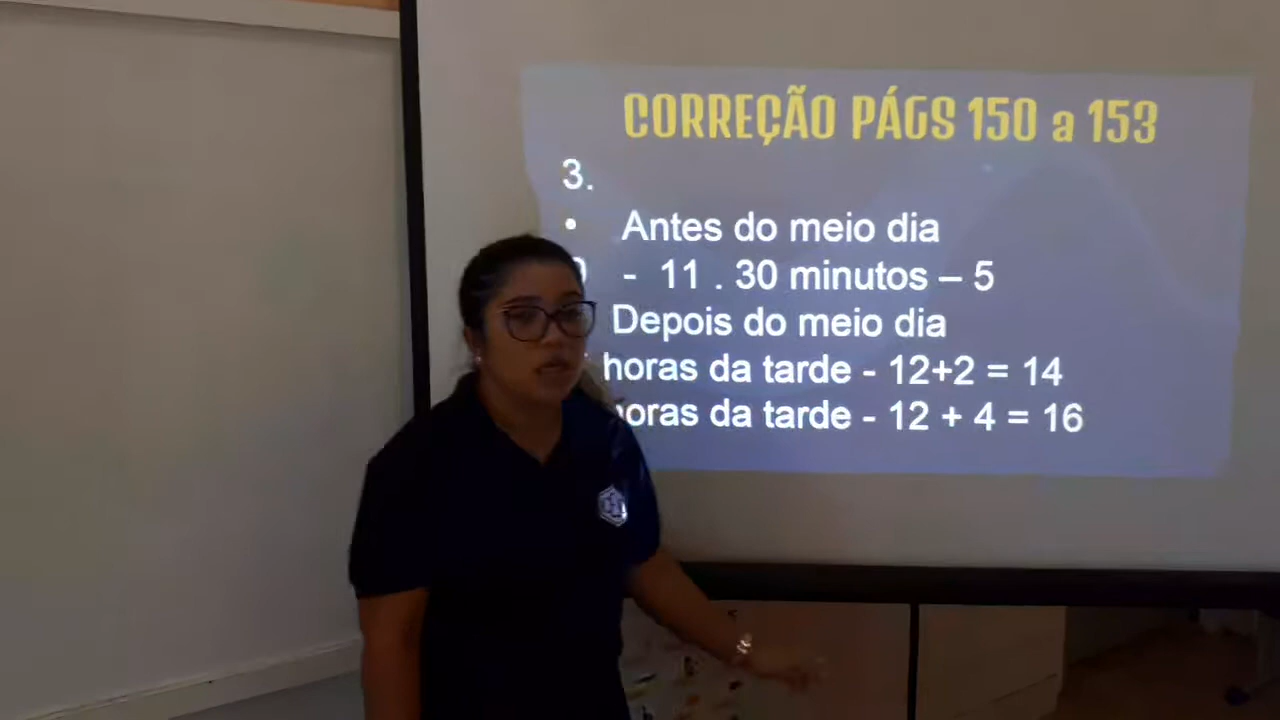 CORREÇÃO PÁGS 150 a 153
3.
• Antes do meio dia
- 11 . 30 minutos – 5
Depois do meio dia
horas da tarde - 12+2 = 14
horas da tarde - 12 + 4 = 16